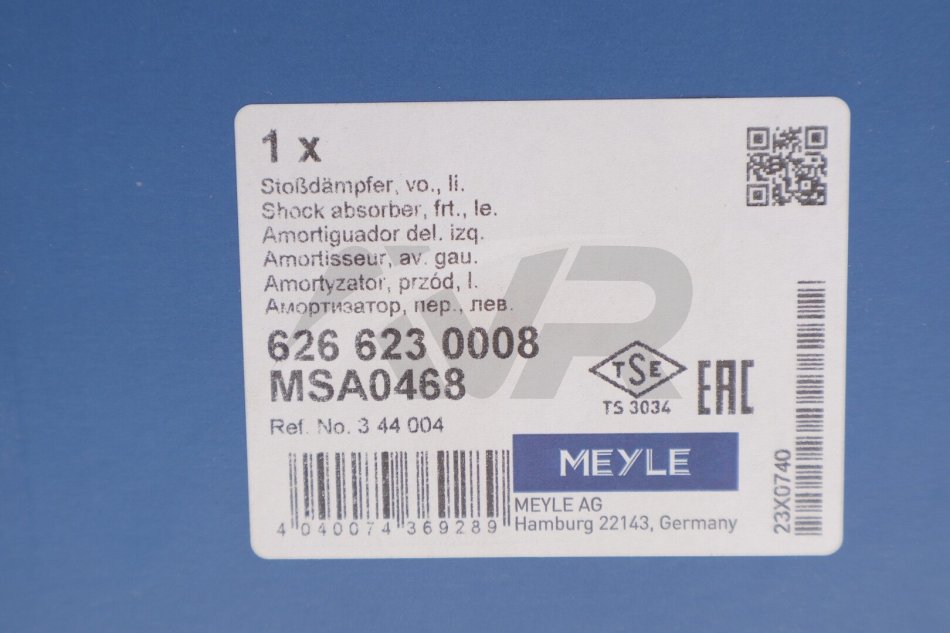 1 x
Stoßdämpfer, vo., li.
Shock absorber, frt., le.
Amortiguador del. izq.
Amortisseur, av. gau.
Amortyzator, przód, l.
Амортизатор, пер., лев.
626 623 0008
MSA0468
Ref. No. 3 44 004
4 040074 369289
TSE
TS 3034
EAC
MEYLE
MEYLE AG
Hamburg 22143, Germany
23X0740
VR